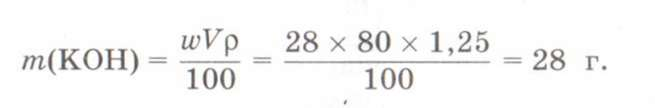 m(KOH) = wVρ/100 = 28 × 80 × 1,25/100 = 28 г.